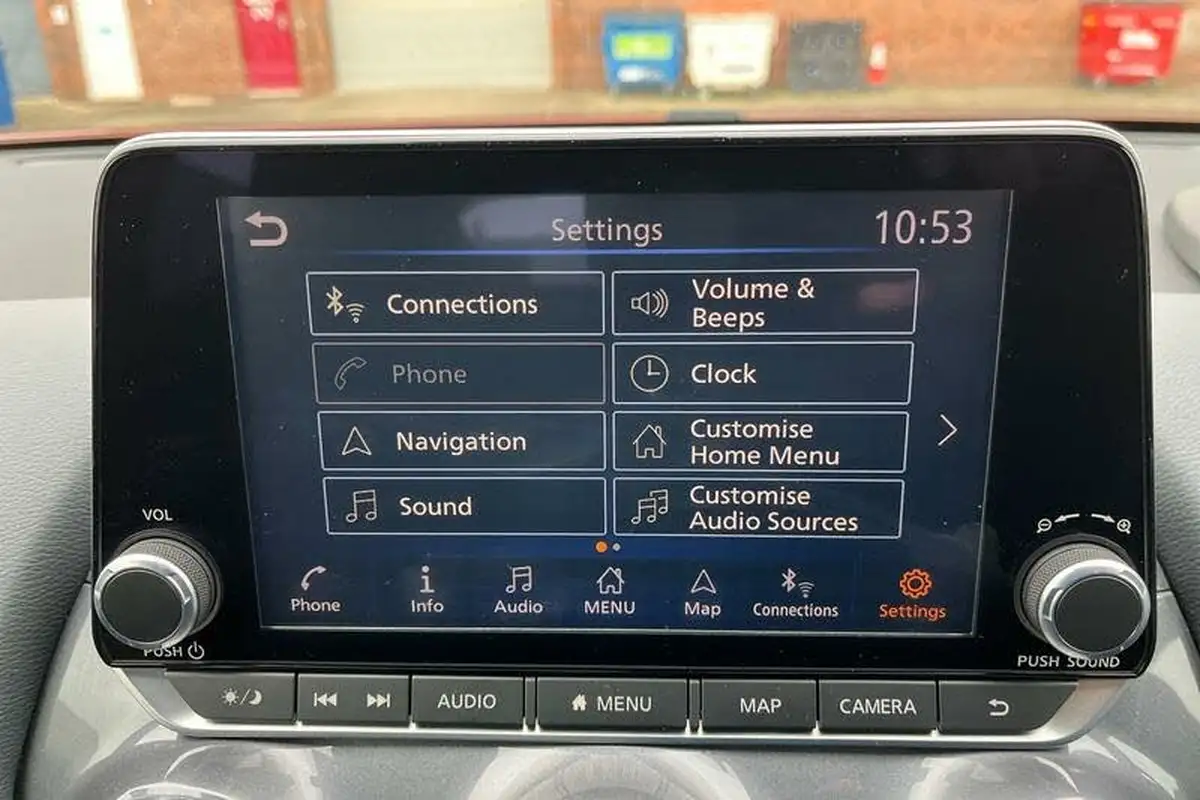 Settings
10:53
Connections
Volume &
Beeps
Phone
Clock
Navigation
Customise
Home Menu
Sound
Customise
Audio Sources
Phone
Info
Audio
MENU
Map
Connections
Settings
VOL
PUSH
PUSH SOUND
AUDIO
MENU
MAP
CAMERA